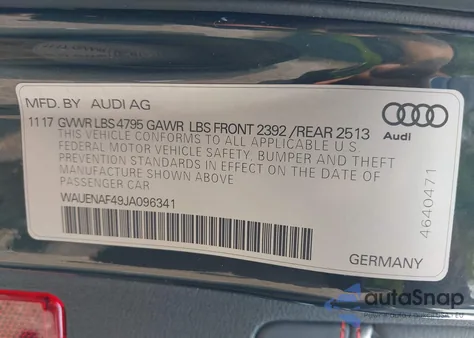 MFD. BY AUDI AG
11 17 GVWR LBS 4795 GAWR LBS FRONT 2392 /REAR 2513
THIS VEHICLE CONFORMS TO ALL APPLICABLE U.S.
FEDERAL MOTOR VEHICLE SAFETY, BUMPER AND THEFT
PREVENTION STANDARDS IN EFFECT ON THE DATE OF
MANUFACTURE SHOWN ABOVE.
PASSENGER CAR
WAUENAF49JA096341
Audi
4640471
GERMANY
autoSnap